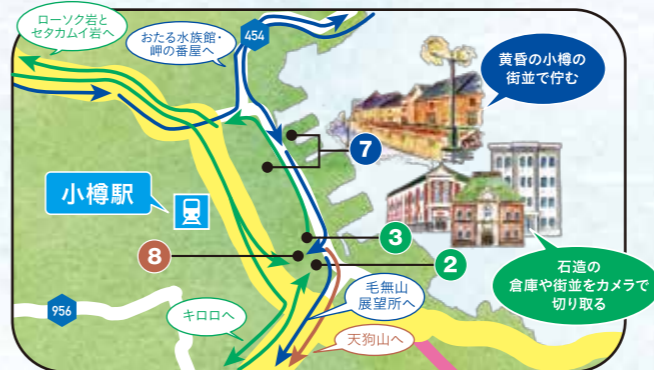 ローソク岩と
セタカムイ岩へ
おたる水族館・
岬の番屋へ
454
黄昏の小樽の
街並で佇む
7
小樽駅
8
3
2
石造の
倉庫や街並をカメラで
切り取る
956
キロロへ
毛無山
展望所へ
天狗山へ